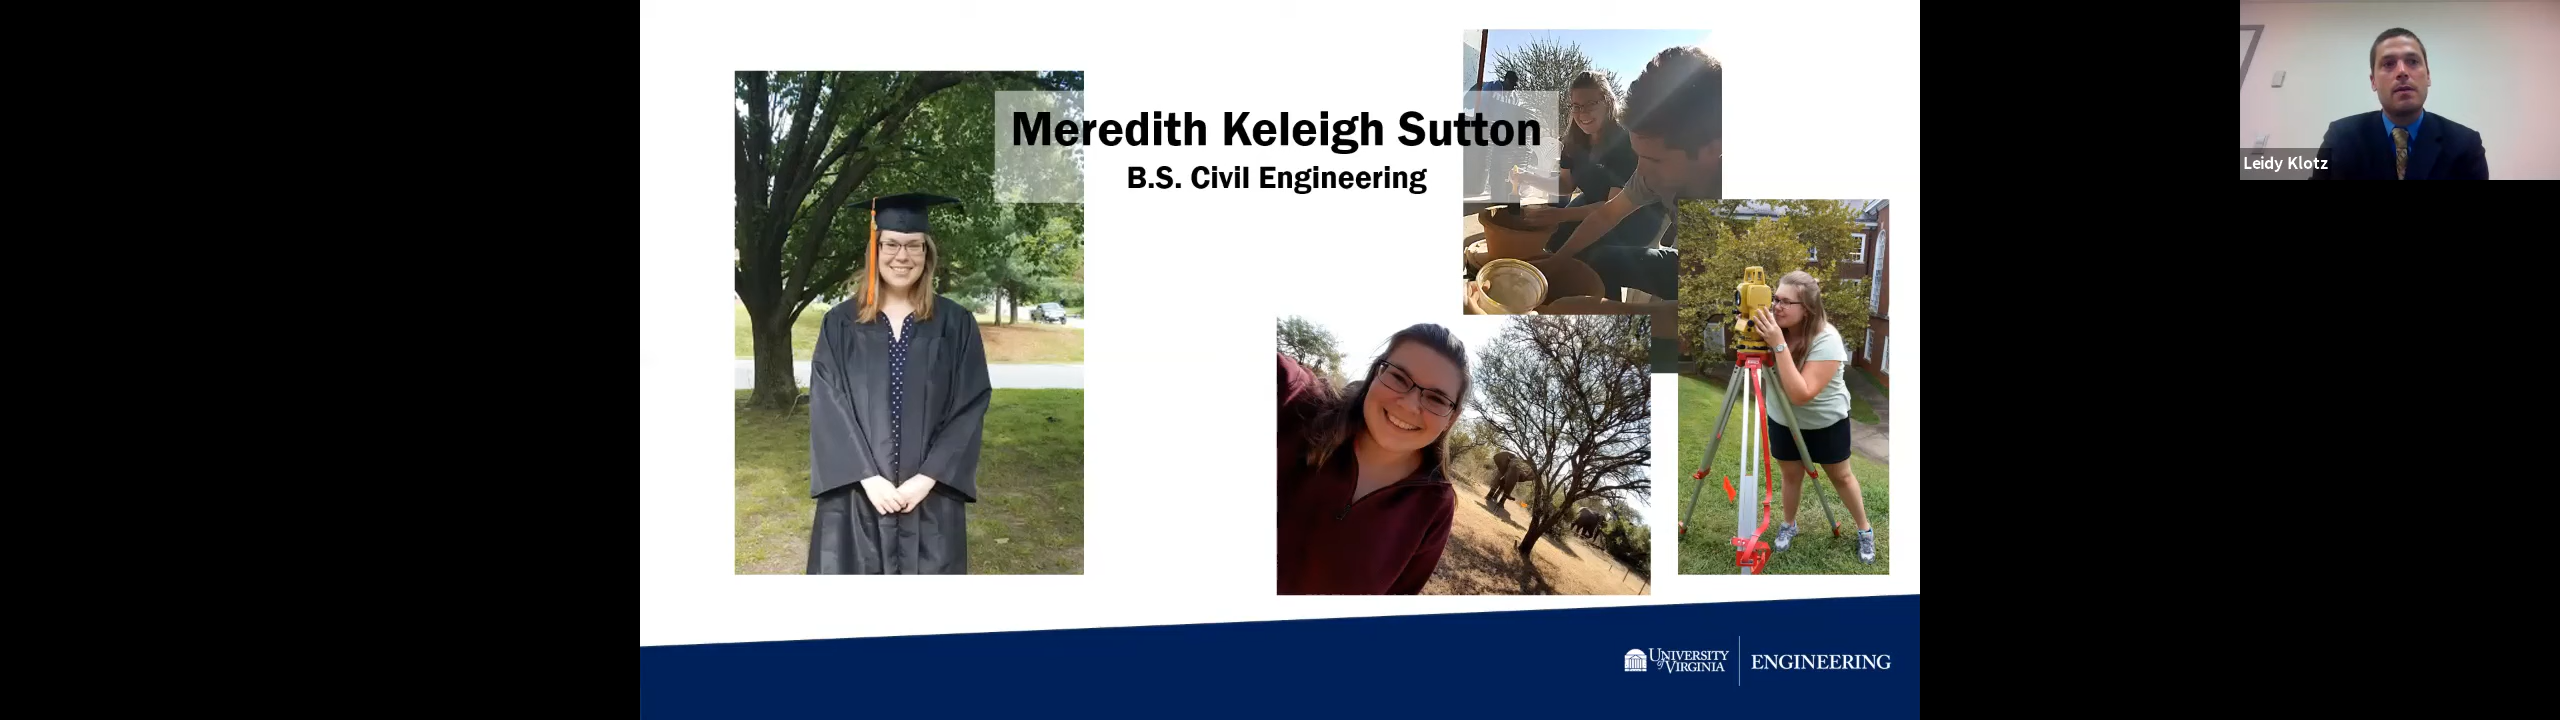 Meredith Keleigh Sutton
B.S. Civil Engineering
Leidy Klotz
UNIVERSITY of VIRGINIA
ENGINEERING